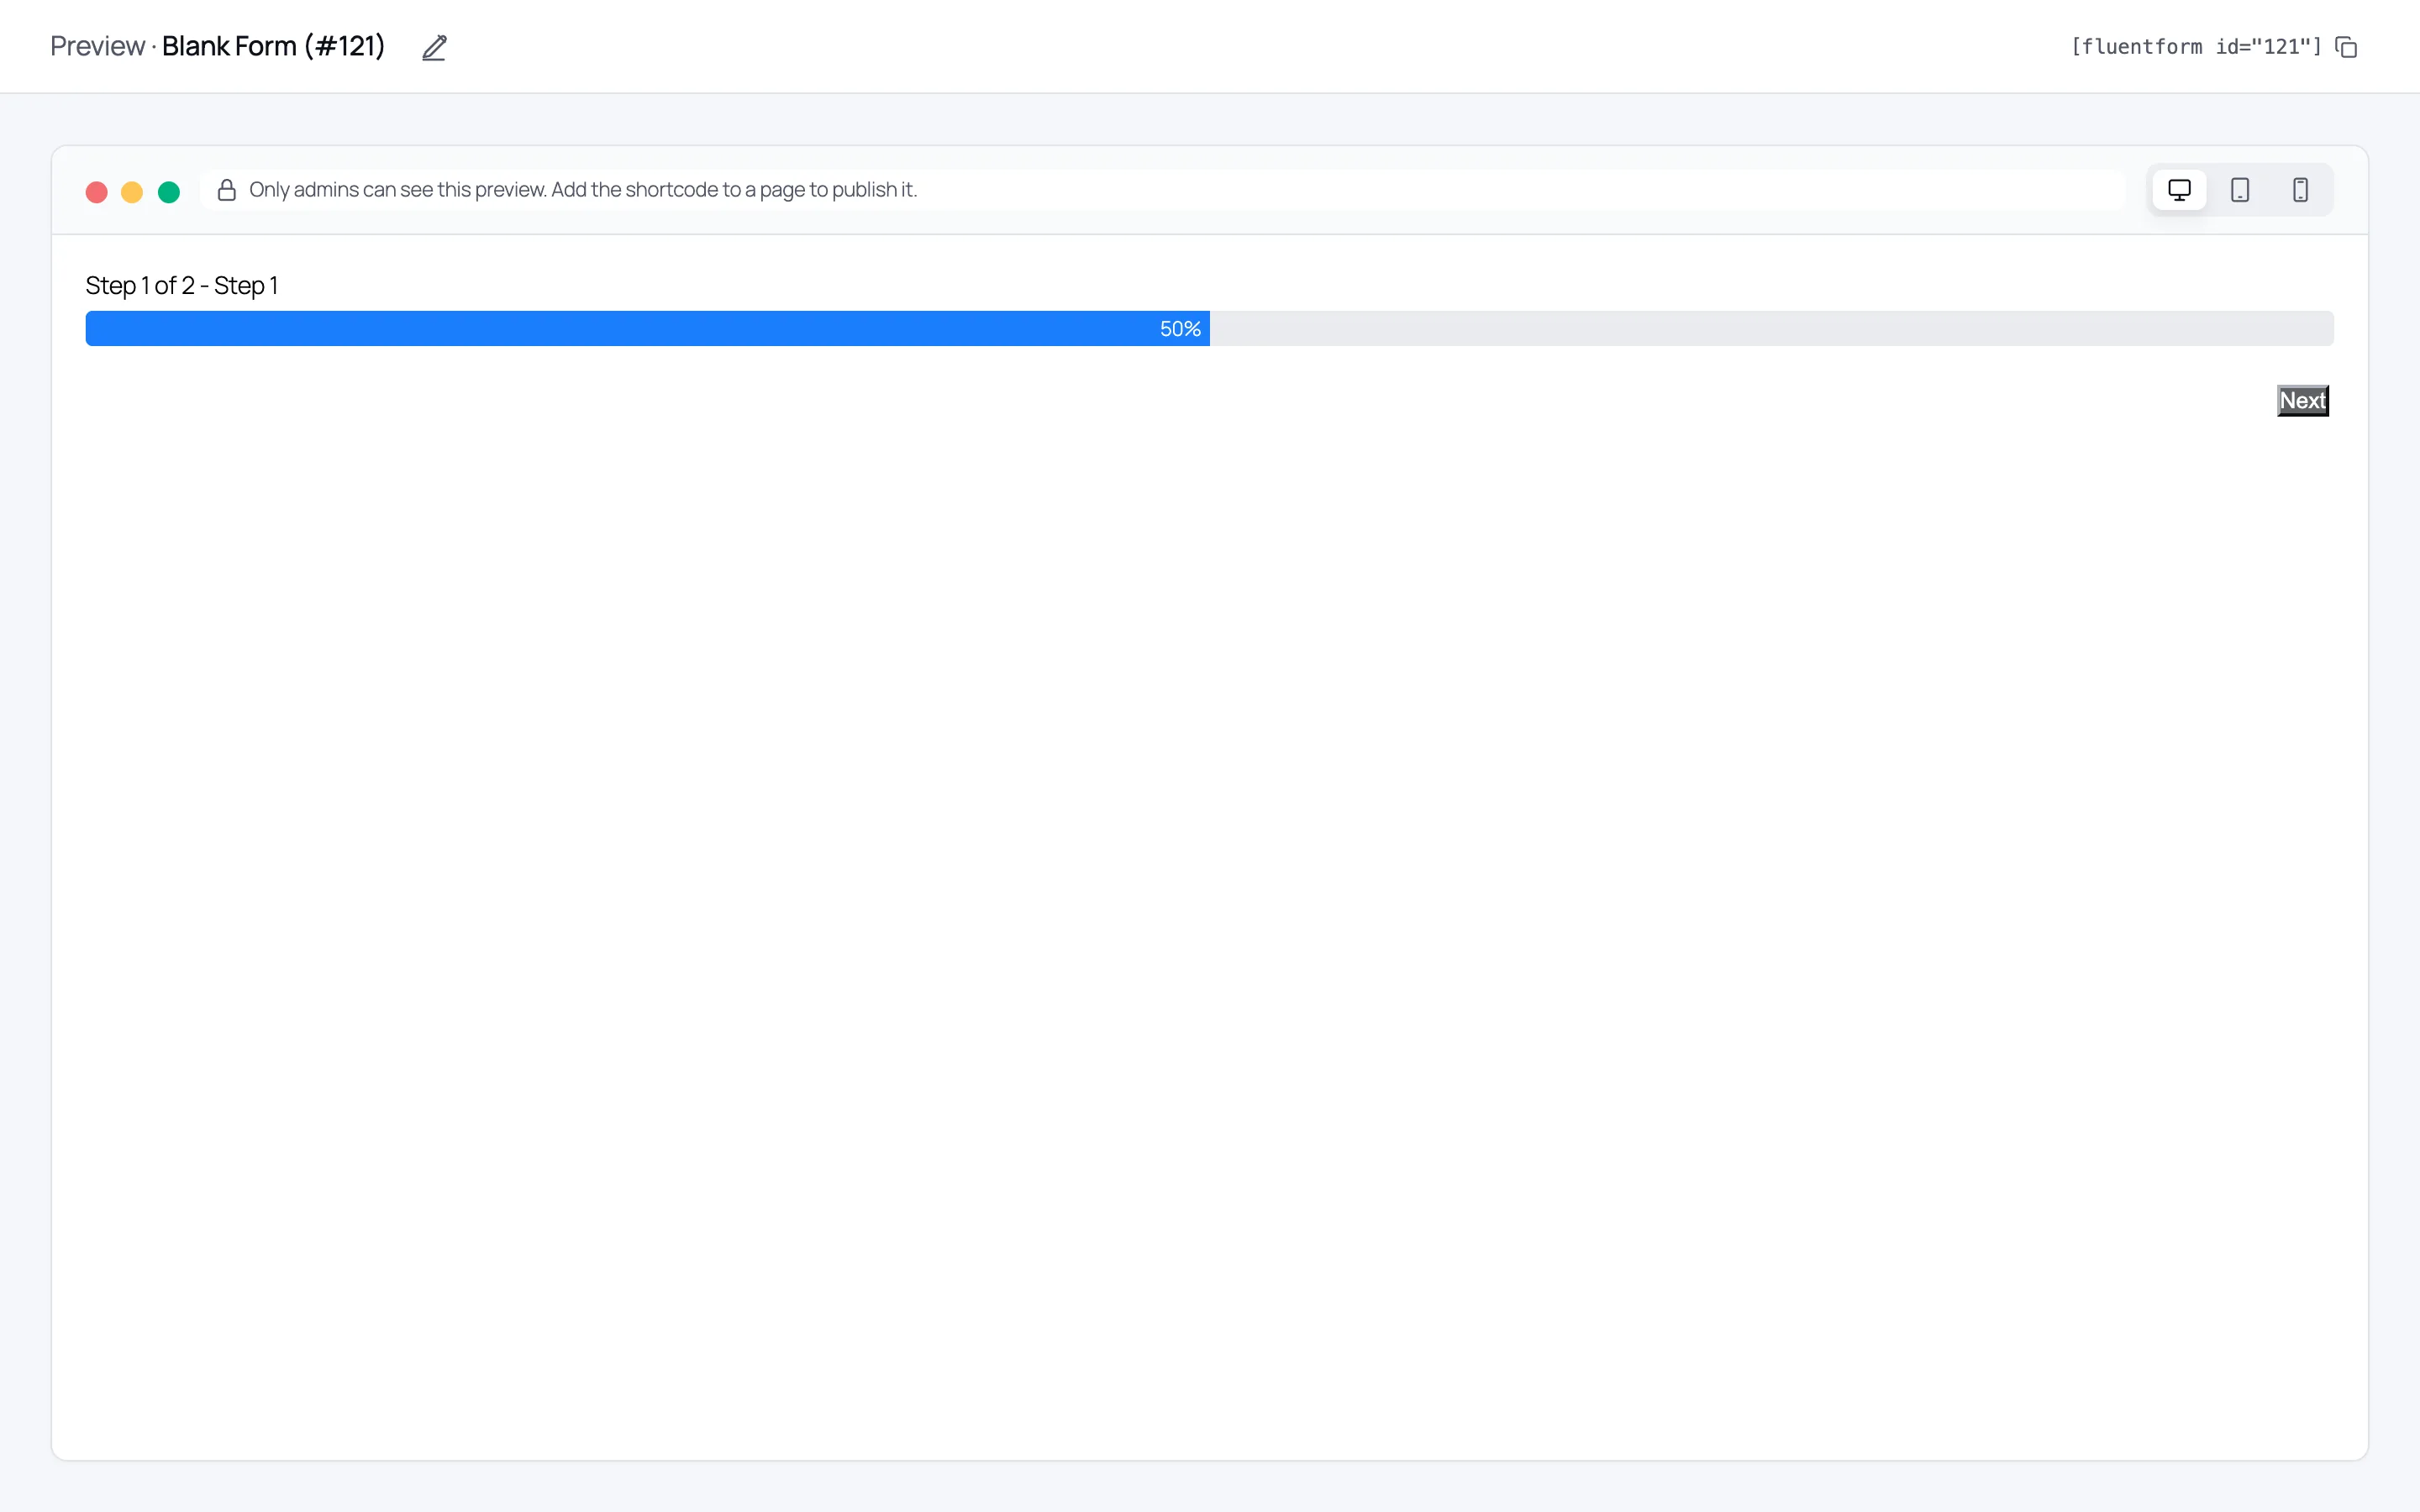 Preview · Blank Form (#121)
[fluentform id="121"]
Only admins can see this preview. Add the shortcode to a page to publish it.
Step 1 of 2 - Step 1
50%
Next